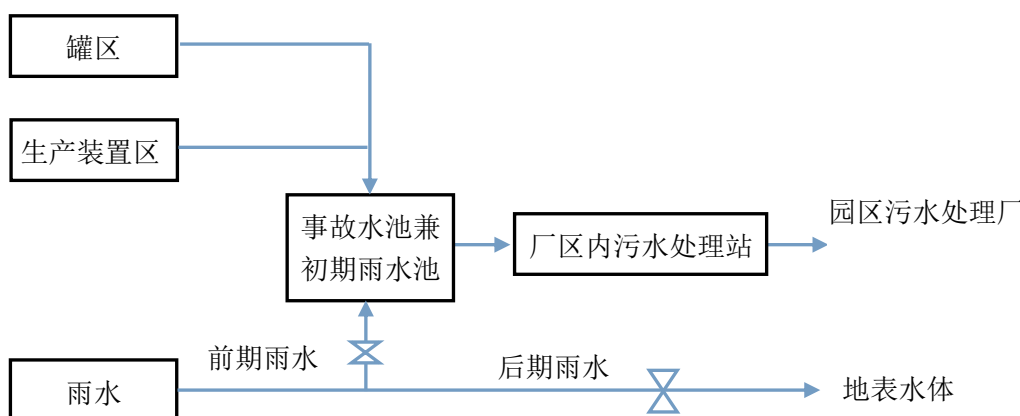 罐区
生产装置区
事故水池兼
初期雨水池
厂区内污水处理站
园区污水处理厂
前期雨水
后期雨水
雨水
地表水体